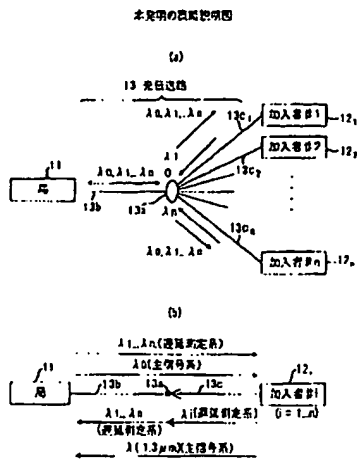 本発明の原理説明図
(a)
13 光伝送路
λ0,λ1…λn
13c1
加入者#1
12₁
λ1
加入者#2
12₂
11
局
λ0,λ1…λn
13c2
13b
13a
λn
13cn
λ0,λ1…λn
加入者#n
12n
(b)
λ1…λn(遅延測定系)
11
λ0(主信号系)
12i
局
13b
13a
13c
加入者#i
λ1…λn
λi(遅延測定系)
(i = 1…n)
(遅延測定系)
λ(1.3μm)(主信号系)